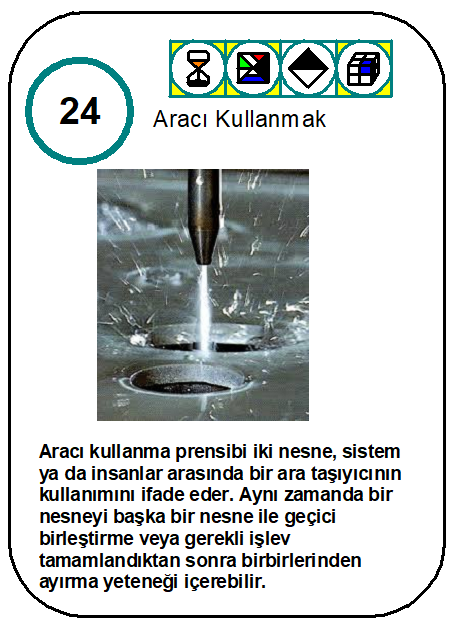 24
Aracı Kullanmak
Aracı kullanma prensibi iki nesne, sistem
ya da insanlar arasında bir ara taşıyıcının
kullanımını ifade eder. Aynı zamanda bir
nesneyi başka bir nesne ile geçici
birleştirme veya gerekli işlev
tamamlandıktan sonra birbirlerinden
ayırma yeteneği içerebilir.